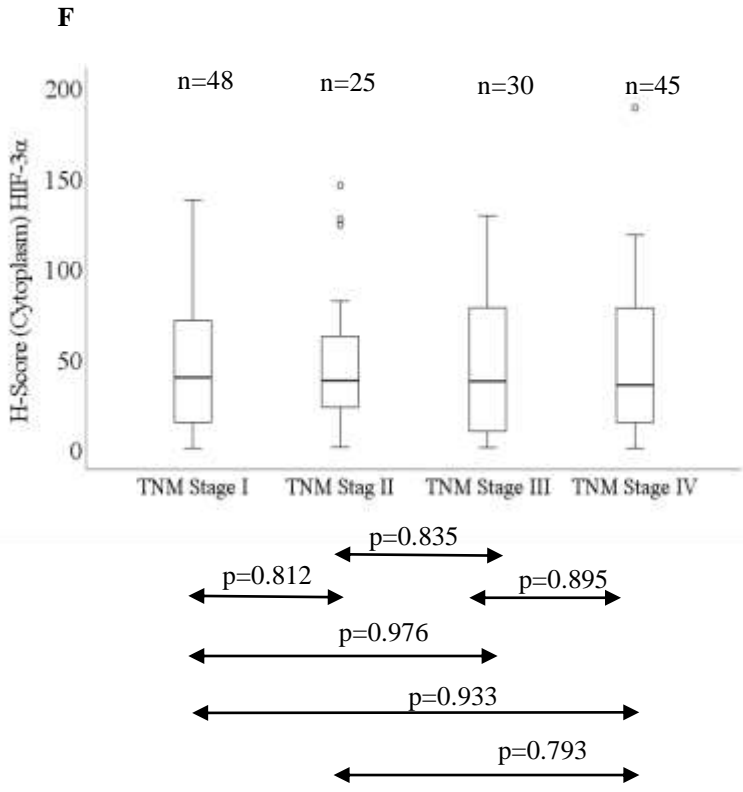 F
n=48 n=25 n=30 n=45
H-Score (Cytoplasm) HIF-3α
200
150
100
50
0
TNM Stage I TNM Stag II TNM Stage III TNM Stage IV
p=0.835
p=0.812 p=0.895
p=0.976
p=0.933
p=0.793